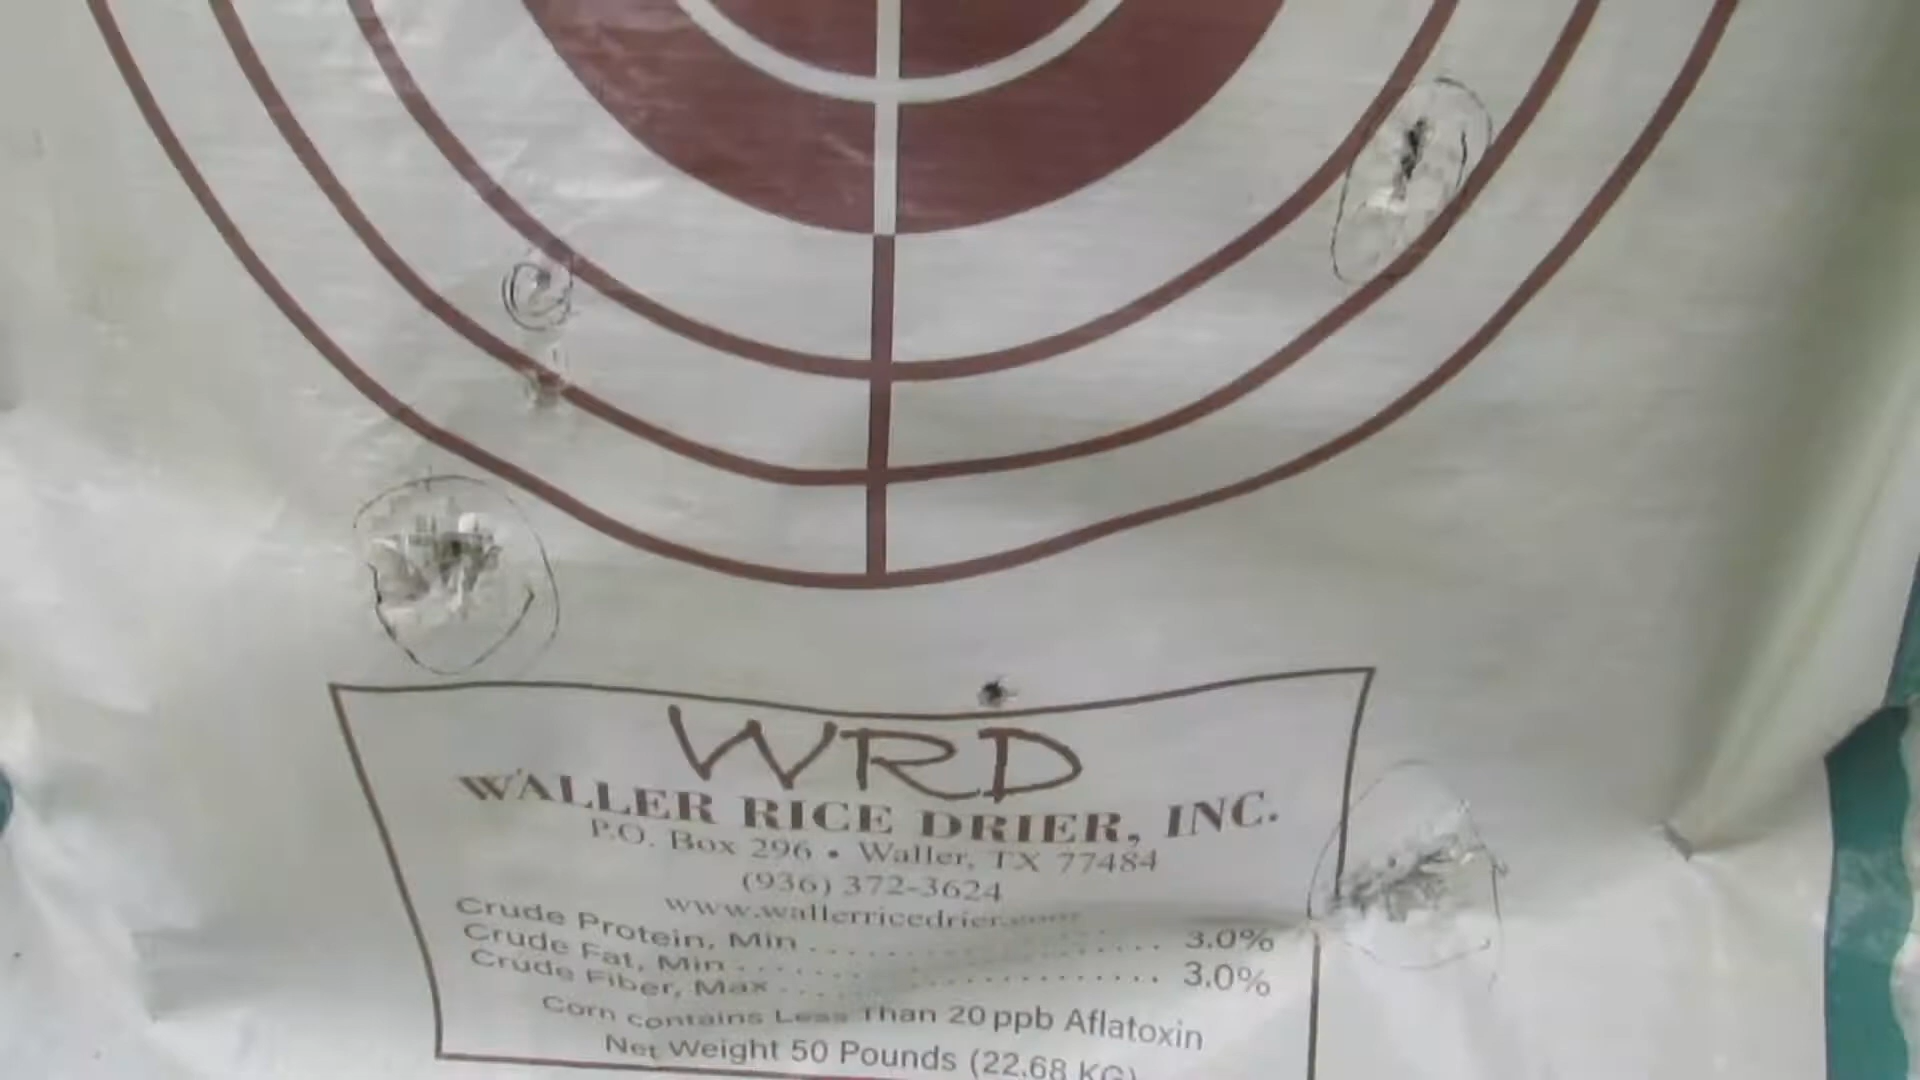 WRD
WALLER RICE DRIER, INC.
P.O. Box 296 • Waller, TX 77484
(936) 372-3624
www.wallerricedrier.com
Crude Protein, Min ............ 3.0%
Crude Fat, Min ............ 3.0%
Crude Fiber, Max ....
Corn contains Less Than 20 ppb Aflatoxin
Net Weight 50 Pounds (22.68 KG)